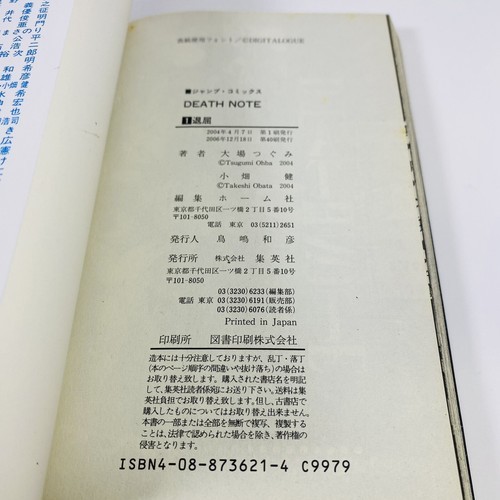 表紙使用フォント／©DIGITALOGUE
■ジャンプ・コミックス
DEATH NOTE
1退屈
2004年4月7日 第1刷発行
2006年12月18日 第40刷発行
著者 大場つぐみ
©Tsugumi Ohba 2004
小畑 健
©Takeshi Obata 2004
編集 ホーム社
東京都千代田区一ツ橋2丁目5番10号
〒101-8050
電話 東京 03(5211)2651
発行人 鳥嶋和彦
発行所 株式会社 集英社
東京都千代田区一ツ橋2丁目5番10号
〒101-8050
03(3230)6233(編集部)
電話 東京 03(3230)6191(販売部)
03(3230)6076(読者係)
Printed in Japan
印刷所 図書印刷株式会社
造本には十分注意しておりますが、乱丁・落丁
(本のページ順序の間違いや抜け落ち)の場合は
お取り替え致します。購入された書店名を明記
して、集英社読者係宛にお送り下さい。送料は集
英社負担でお取り替え致します。但し、古書店で
購入したものについてはお取り替え出来ません。
本書の一部または全部を無断で複写、複製する
ことは、法律で認められた場合を除き、著作権の
侵害となります。
ISBN4-08-873621-4 C9979